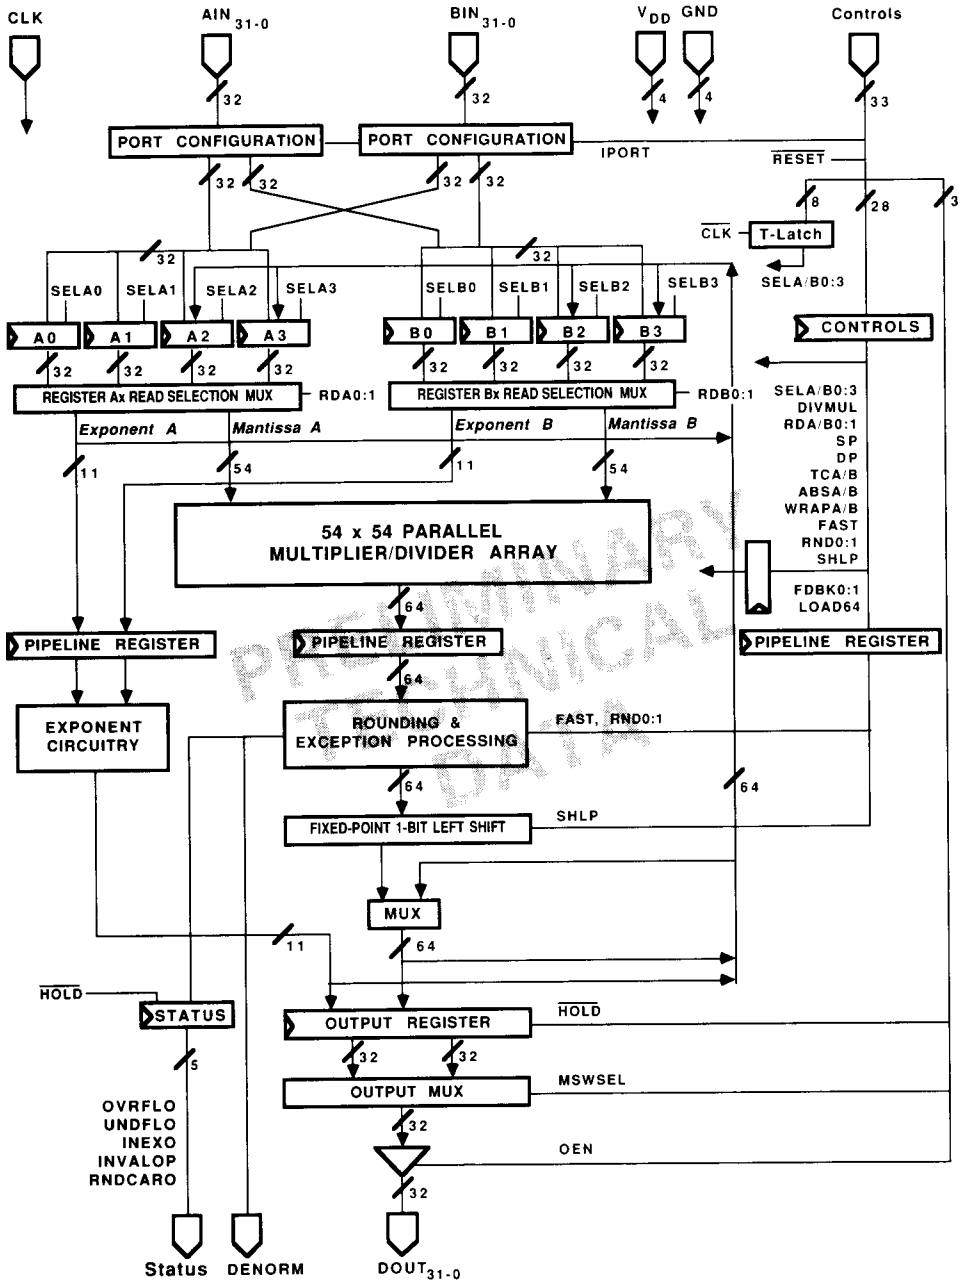 CLK
AIN31-0
BIN31-0
VDD GND
Controls
32
32
4
4
33
PORT CONFIGURATION
PORT CONFIGURATION
IPORT
RESET
32
32
32
32
8
28
3
CLK
T-Latch
32
32
SELA/B0:3
SELA0
SELA1
SELA2
SELA3
SELB0
SELB1
SELB2
SELB3
A0
A1
A2
A3
B0
B1
B2
B3
CONTROLS
32
32
32
32
32
32
32
32
REGISTER Ax READ SELECTION MUX
RDA0:1
REGISTER Bx READ SELECTION MUX
RDB0:1
SELA/B0:3
DIVMUL
RDA/B0:1
SP
DP
TCA/B
ABSA/B
WRAPA/B
FAST
RND0:1
SHLP
FDBK0:1
LOAD64
Exponent A
Mantissa A
Exponent B
Mantissa B
11
54
11
54
54 x 54 PARALLEL
MULTIPLIER/DIVIDER ARRAY
64
PIPELINE REGISTER
PIPELINE REGISTER
PIPELINE REGISTER
64
EXPONENT
CIRCUITRY
ROUNDING &
EXCEPTION PROCESSING
FAST, RND0:1
64
64
FIXED-POINT 1-BIT LEFT SHIFT
SHLP
MUX
11
64
HOLD
STATUS
OUTPUT REGISTER
HOLD
5
32
32
OUTPUT MUX
MSWSEL
OVRFLO
UNDFLO
INEXO
INVALOP
RNDCARO
32
OEN
32
Status
DENORM
DOUT31-0
PRELIMINARY
TECHNICAL
DATA